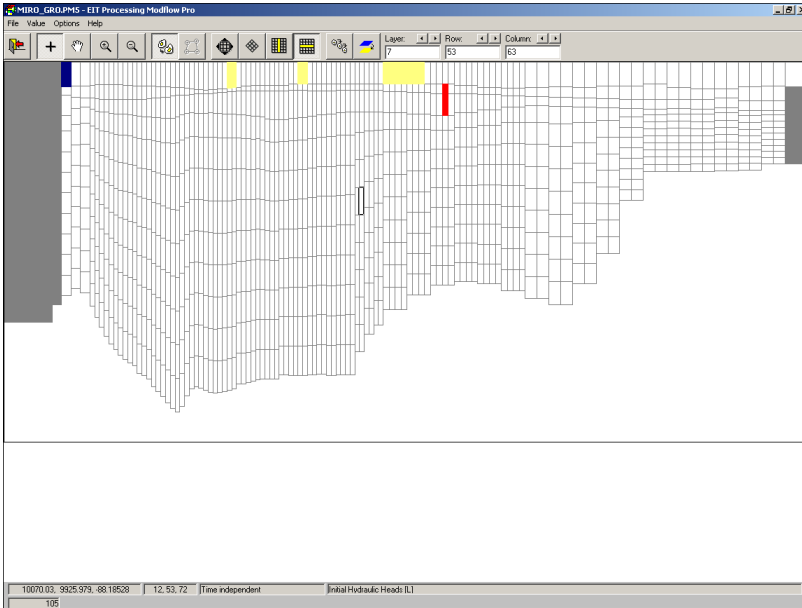 MIRO_GRO.PM5 - EIT Processing Modflow Pro
File Value Options Help
Layer: Row: Column:
7 53 63
10070.03, 9925.979, -88.18528 12, 53, 72 Time independent Initial Hydraulic Heads [L]
105